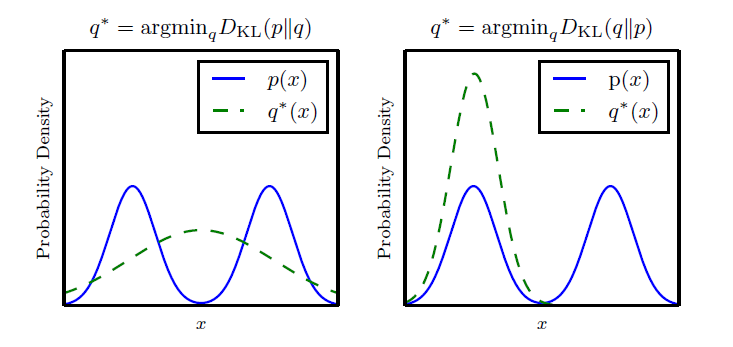 q* = argmin_q D_KL(p‖q)
p(x)
q*(x)
Probability Density
x
q* = argmin_q D_KL(q‖p)
p(x)
q*(x)
Probability Density
x